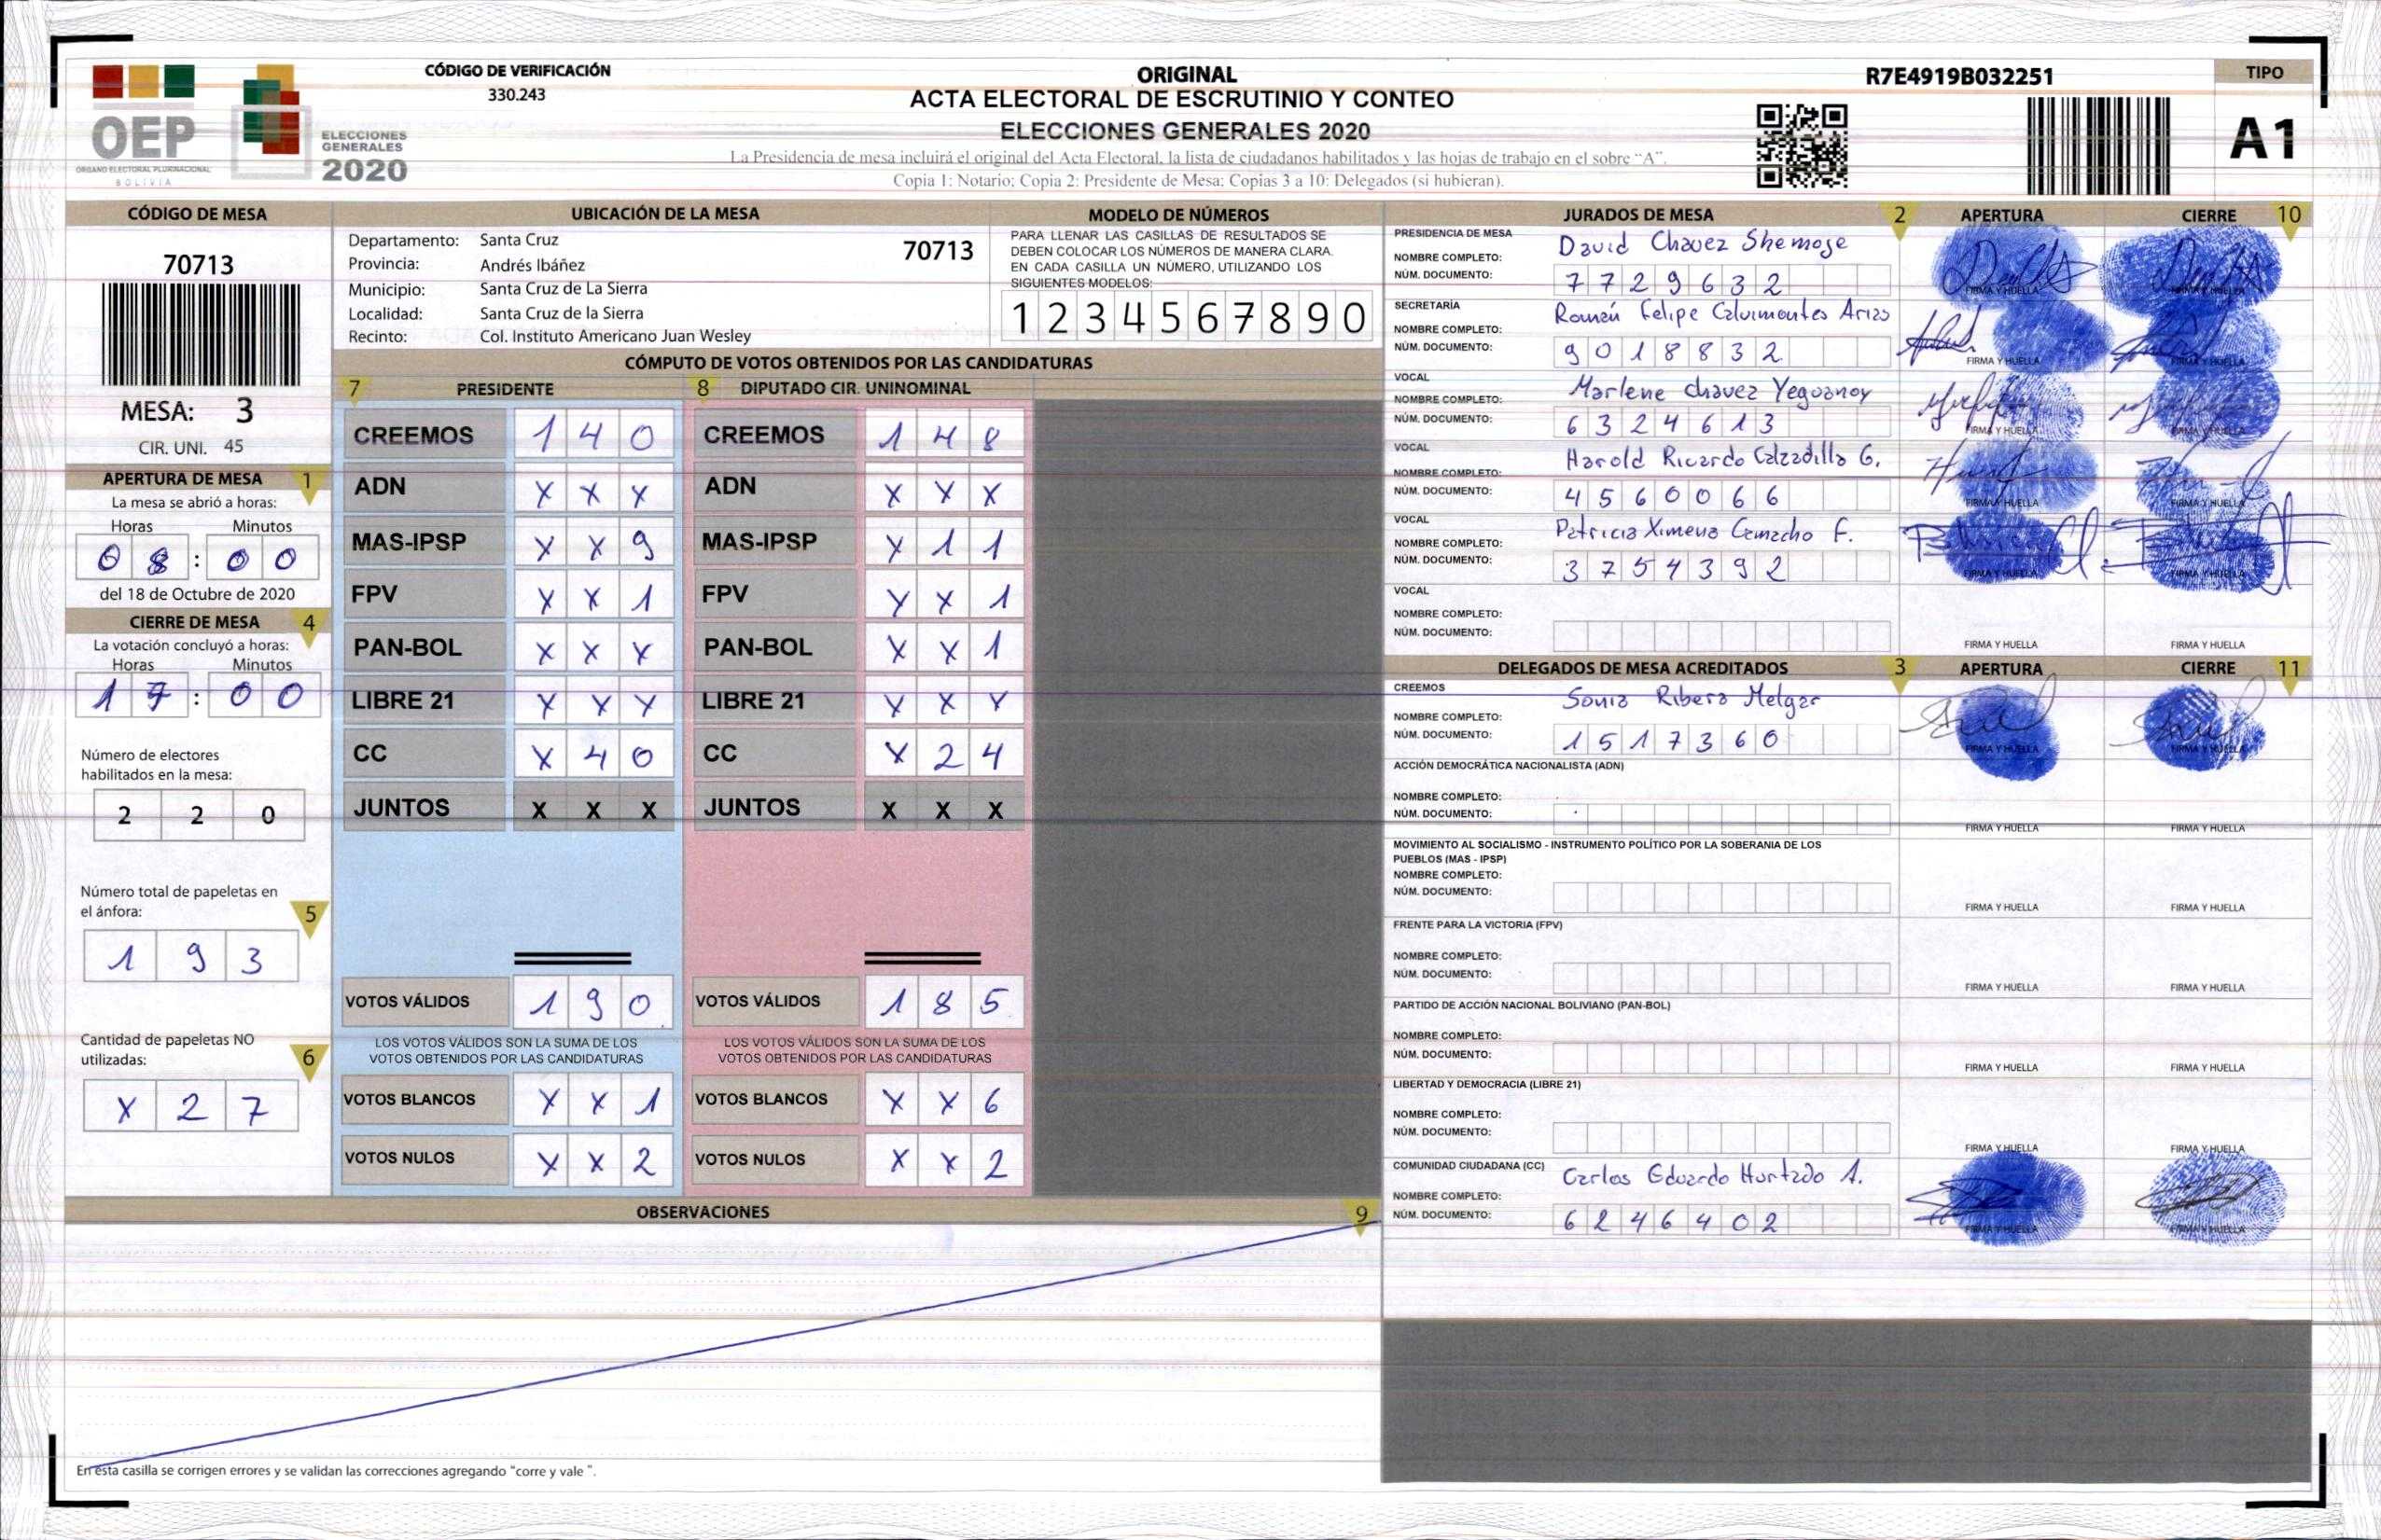 OEP
ÓRGANO ELECTORAL PLURINACIONAL
BOLIVIA
ELECCIONES
GENERALES
2020
CÓDIGO DE VERIFICACIÓN
330.243
ORIGINAL
ACTA ELECTORAL DE ESCRUTINIO Y CONTEO
ELECCIONES GENERALES 2020
La Presidencia de mesa incluirá el original del Acta Electoral, la lista de ciudadanos habilitados y las hojas de trabajo en el sobre "A".
Copia 1: Notario; Copia 2: Presidente de Mesa; Copias 3 a 10: Delegados (si hubieran).
R7E4919B032251
TIPO
A1
CÓDIGO DE MESA
70713
MESA: 3
CIR. UNI. 45
APERTURA DE MESA 1
La mesa se abrió a horas:
Horas Minutos
0 8 : 0 0
del 18 de Octubre de 2020
CIERRE DE MESA 4
La votación concluyó a horas:
Horas Minutos
1 7 : 0 0
Número de electores
habilitados en la mesa:
2 2 0
Número total de papeletas en
el ánfora: 5
1 9 3
Cantidad de papeletas NO
utilizadas: 6
X 2 7
UBICACIÓN DE LA MESA
Departamento: Santa Cruz 70713
Provincia: Andrés Ibáñez
Municipio: Santa Cruz de La Sierra
Localidad: Santa Cruz de la Sierra
Recinto: Col. Instituto Americano Juan Wesley
MODELO DE NÚMEROS
PARA LLENAR LAS CASILLAS DE RESULTADOS SE
DEBEN COLOCAR LOS NÚMEROS DE MANERA CLARA.
EN CADA CASILLA UN NÚMERO, UTILIZANDO LOS
SIGUIENTES MODELOS:
1 2 3 4 5 6 7 8 9 0
CÓMPUTO DE VOTOS OBTENIDOS POR LAS CANDIDATURAS
7 PRESIDENTE
CREEMOS 1 4 0
ADN X X X
MAS-IPSP X X 9
FPV X X 1
PAN-BOL X X X
LIBRE 21 X X X
CC X 4 0
JUNTOS X X X
VOTOS VÁLIDOS 1 9 0
LOS VOTOS VÁLIDOS SON LA SUMA DE LOS
VOTOS OBTENIDOS POR LAS CANDIDATURAS
VOTOS BLANCOS X X 1
VOTOS NULOS X X 2
8 DIPUTADO CIR. UNINOMINAL
CREEMOS 1 4 8
ADN X X X
MAS-IPSP X 1 1
FPV X X 1
PAN-BOL X X 1
LIBRE 21 X X X
CC X 2 4
JUNTOS X X X
VOTOS VÁLIDOS 1 8 5
LOS VOTOS VÁLIDOS SON LA SUMA DE LOS
VOTOS OBTENIDOS POR LAS CANDIDATURAS
VOTOS BLANCOS X X 6
VOTOS NULOS X X 2
OBSERVACIONES 9
En esta casilla se corrigen errores y se validan las correcciones agregando "corre y vale ".
JURADOS DE MESA 2 APERTURA CIERRE 10
PRESIDENCIA DE MESA
NOMBRE COMPLETO: David Chavez Shemose
NÚM. DOCUMENTO: 7 7 2 9 6 3 2
FIRMA Y HUELLA FIRMA Y HUELLA
SECRETARÍA
NOMBRE COMPLETO: Román Felipe Calvimontes Arias
NÚM. DOCUMENTO: 9 0 1 8 8 3 2
FIRMA Y HUELLA FIRMA Y HUELLA
VOCAL
NOMBRE COMPLETO: Marlene Chavez Yeguanoy
NÚM. DOCUMENTO: 6 3 2 4 6 1 3
FIRMA Y HUELLA FIRMA Y HUELLA
VOCAL
NOMBRE COMPLETO: Harold Ricardo Calzadilla G.
NÚM. DOCUMENTO: 4 5 6 0 0 6 6
FIRMA Y HUELLA FIRMA Y HUELLA
VOCAL
NOMBRE COMPLETO: Patricia Ximena Camacho F.
NÚM. DOCUMENTO: 3 7 5 4 3 9 2
FIRMA Y HUELLA FIRMA Y HUELLA
VOCAL
NOMBRE COMPLETO:
NÚM. DOCUMENTO:
FIRMA Y HUELLA FIRMA Y HUELLA
DELEGADOS DE MESA ACREDITADOS 3 APERTURA CIERRE 11
CREEMOS
NOMBRE COMPLETO: Sonia Ribera Melgar
NÚM. DOCUMENTO: 1 5 1 7 3 6 0
FIRMA Y HUELLA FIRMA Y HUELLA
ACCIÓN DEMOCRÁTICA NACIONALISTA (ADN)
NOMBRE COMPLETO:
NÚM. DOCUMENTO:
FIRMA Y HUELLA FIRMA Y HUELLA
MOVIMIENTO AL SOCIALISMO - INSTRUMENTO POLÍTICO POR LA SOBERANIA DE LOS
PUEBLOS (MAS - IPSP)
NOMBRE COMPLETO:
NÚM. DOCUMENTO:
FIRMA Y HUELLA FIRMA Y HUELLA
FRENTE PARA LA VICTORIA (FPV)
NOMBRE COMPLETO:
NÚM. DOCUMENTO:
FIRMA Y HUELLA FIRMA Y HUELLA
PARTIDO DE ACCIÓN NACIONAL BOLIVIANO (PAN-BOL)
NOMBRE COMPLETO:
NÚM. DOCUMENTO:
FIRMA Y HUELLA FIRMA Y HUELLA
LIBERTAD Y DEMOCRACIA (LIBRE 21)
NOMBRE COMPLETO:
NÚM. DOCUMENTO:
FIRMA Y HUELLA FIRMA Y HUELLA
COMUNIDAD CIUDADANA (CC)
NOMBRE COMPLETO: Carlos Eduardo Hurtado A.
NÚM. DOCUMENTO: 6 2 4 6 4 0 2
FIRMA Y HUELLA FIRMA Y HUELLA